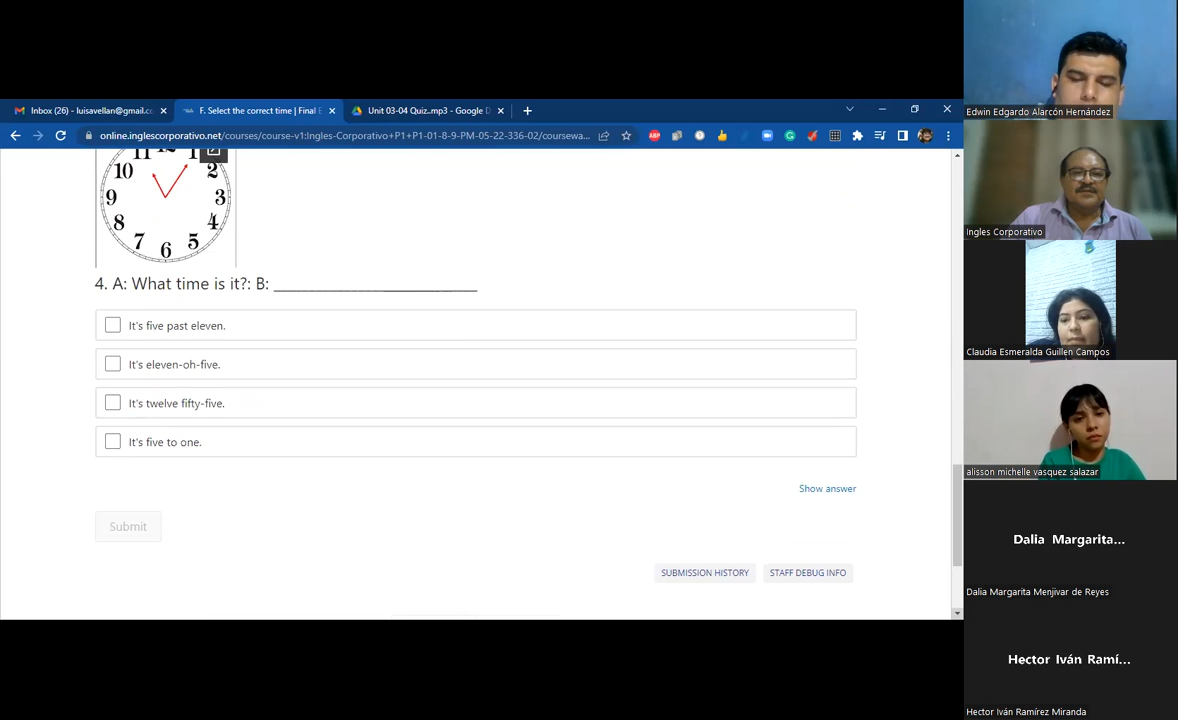 Edwin Edgardo Alarcón Hernández
Inbox (26) - luisavellan@gmail.cc
F. Select the correct time | Final E
Unit 03-04 Quiz..mp3 - Google D
online.inglescorporativo.net/courses/course-v1:Ingles-Corporativo+P1+P1-01-8-9-PM-05-22-336-02/coursewa...
ABP
11 12 1
10 2
9 3
8 4
7 6 5
4. A: What time is it?: B: ___________________________
It's five past eleven.
It's eleven-oh-five.
It's twelve fifty-five.
It's five to one.
Show answer
Submit
SUBMISSION HISTORY
STAFF DEBUG INFO
Ingles Corporativo
Claudia Esmeralda Guillen Campos
alisson michelle vasquez salazar
Dalia Margarita...
Dalia Margarita Menjivar de Reyes
Hector Iván Ramí...
Hector Iván Ramírez Miranda